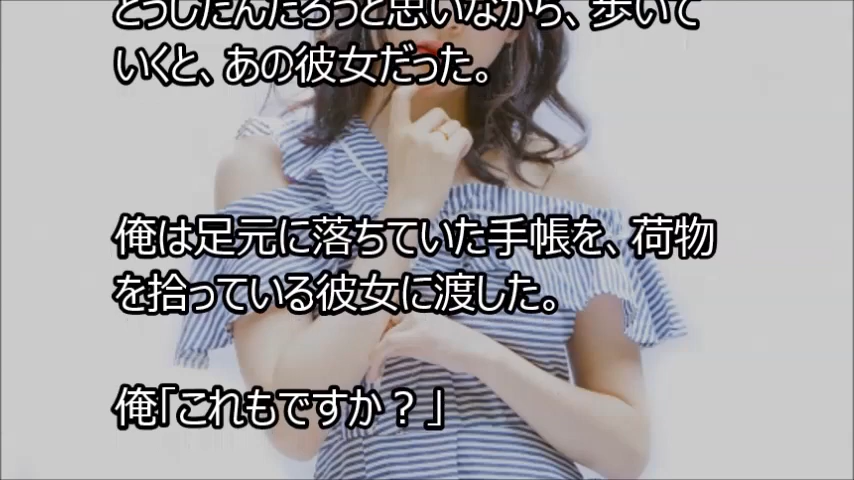 どうしたんだろうと思いながら、歩いて
いくと、あの彼女だった。
俺は足元に落ちていた手帳を、荷物
を拾っている彼女に渡した。
俺「これもですか？」